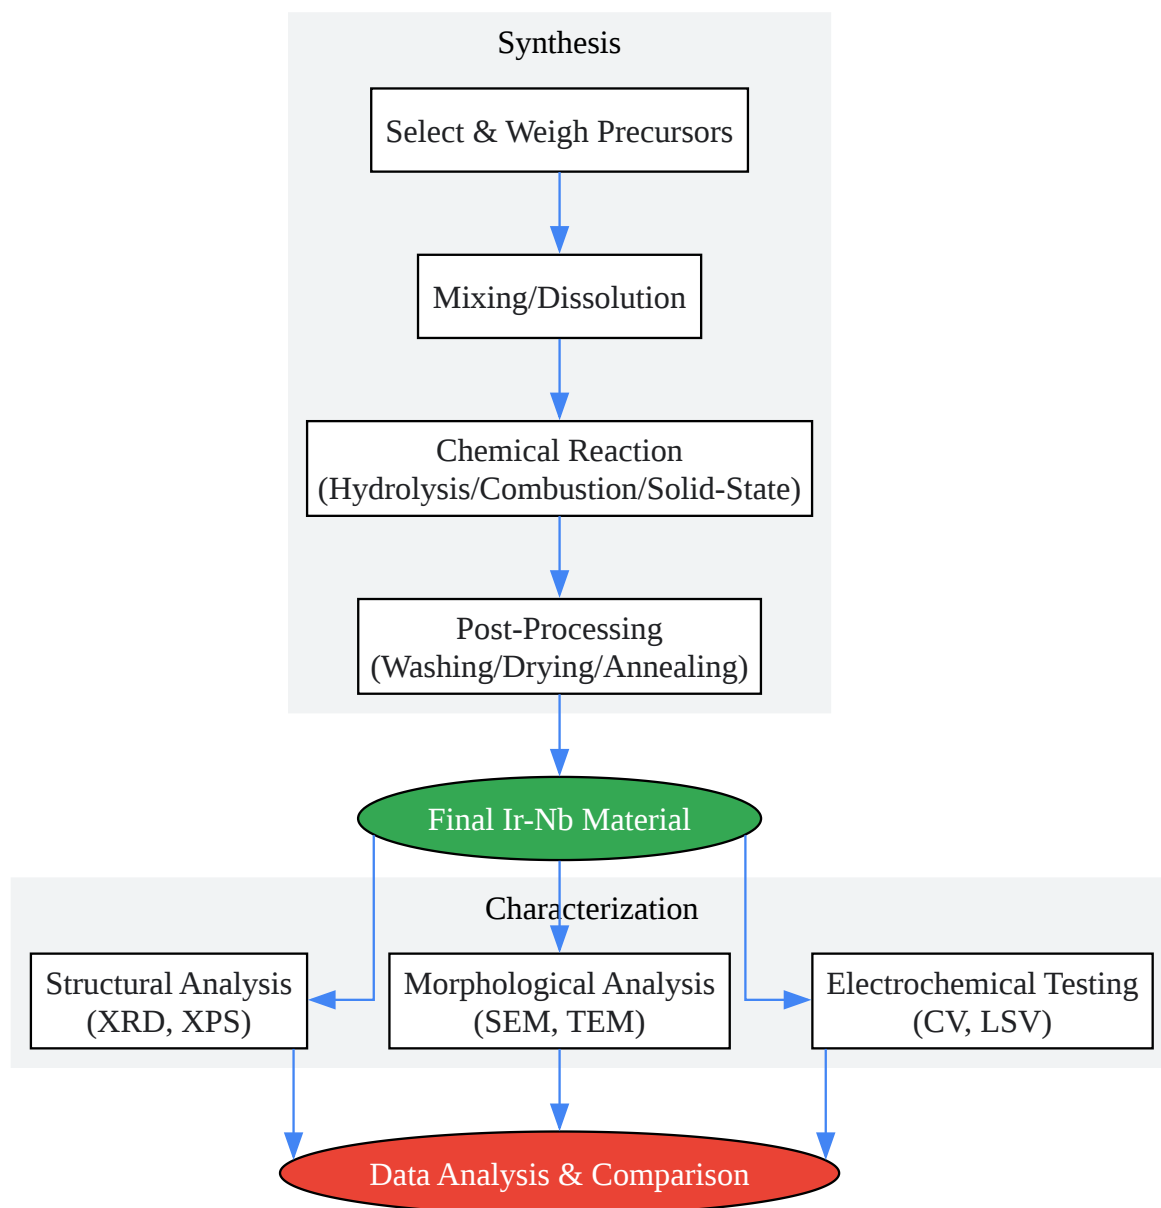 Synthesis
Select & Weigh Precursors
Mixing/Dissolution
Chemical Reaction
(Hydrolysis/Combustion/Solid-State)
Post-Processing
(Washing/Drying/Annealing)
Final Ir-Nb Material
Characterization
Structural Analysis
(XRD, XPS)
Morphological Analysis
(SEM, TEM)
Electrochemical Testing
(CV, LSV)
Data Analysis & Comparison